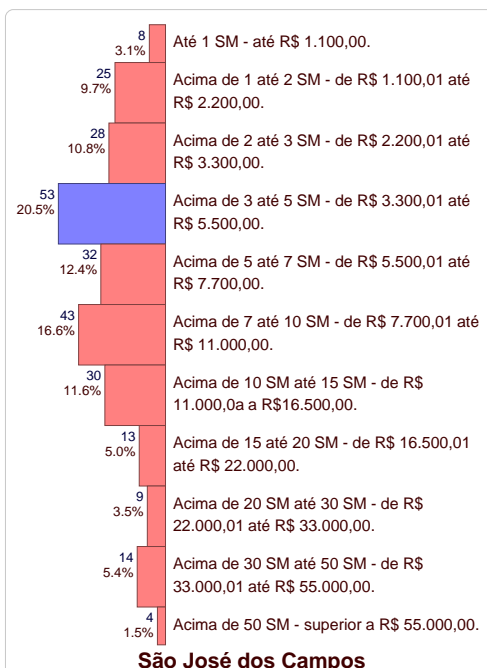 8
3.1%
Até 1 SM - até R$ 1.100,00.
25
9.7%
Acima de 1 até 2 SM - de R$ 1.100,01 até
R$ 2.200,00.
28
10.8%
Acima de 2 até 3 SM - de R$ 2.200,01 até
R$ 3.300,00.
53
20.5%
Acima de 3 até 5 SM - de R$ 3.300,01 até
R$ 5.500,00.
32
12.4%
Acima de 5 até 7 SM - de R$ 5.500,01 até
R$ 7.700,00.
43
16.6%
Acima de 7 até 10 SM - de R$ 7.700,01 até
R$ 11.000,00.
30
11.6%
Acima de 10 SM até 15 SM - de R$
11.000,0a a R$16.500,00.
13
5.0%
Acima de 15 até 20 SM - de R$ 16.500,01
até R$ 22.000,00.
9
3.5%
Acima de 20 SM até 30 SM - de R$
22.000,01 até R$ 33.000,00.
14
5.4%
Acima de 30 SM até 50 SM - de R$
33.000,01 até R$ 55.000,00.
4
1.5%
Acima de 50 SM - superior a R$ 55.000,00.
São José dos Campos